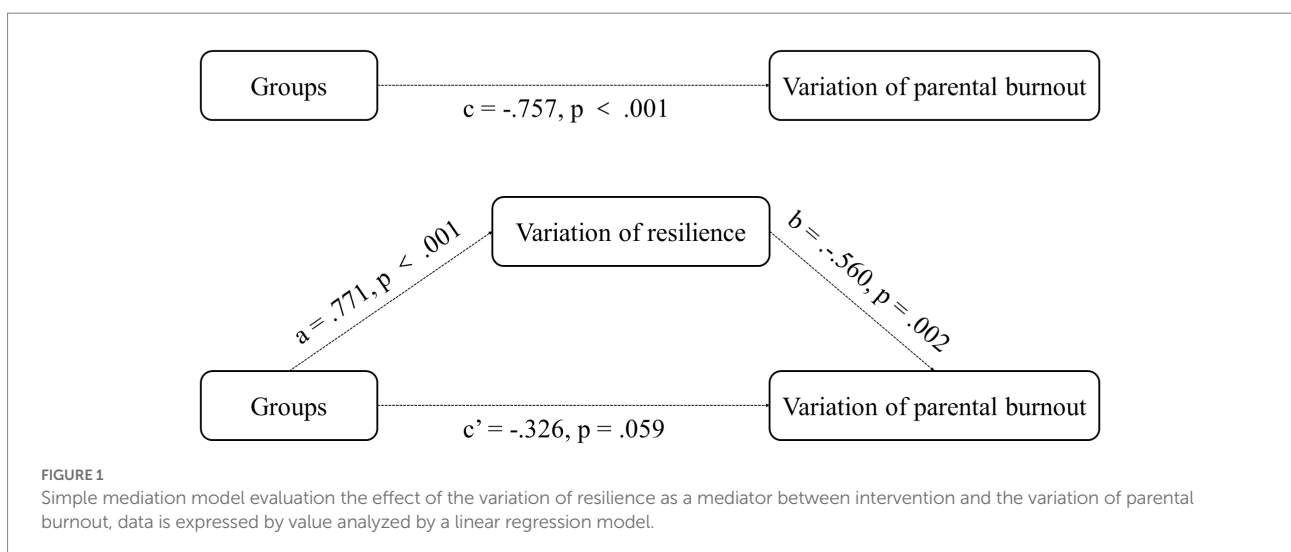 Groups
Variation of parental burnout
c = -.757, p < .001
Variation of resilience
a = .771, p < .001
b = .-.560, p = .002
Groups
Variation of parental burnout
c’ = -.326, p = .059
FIGURE 1
Simple mediation model evaluation the effect of the variation of resilience as a mediator between intervention and the variation of parental
burnout, data is expressed by value analyzed by a linear regression model.